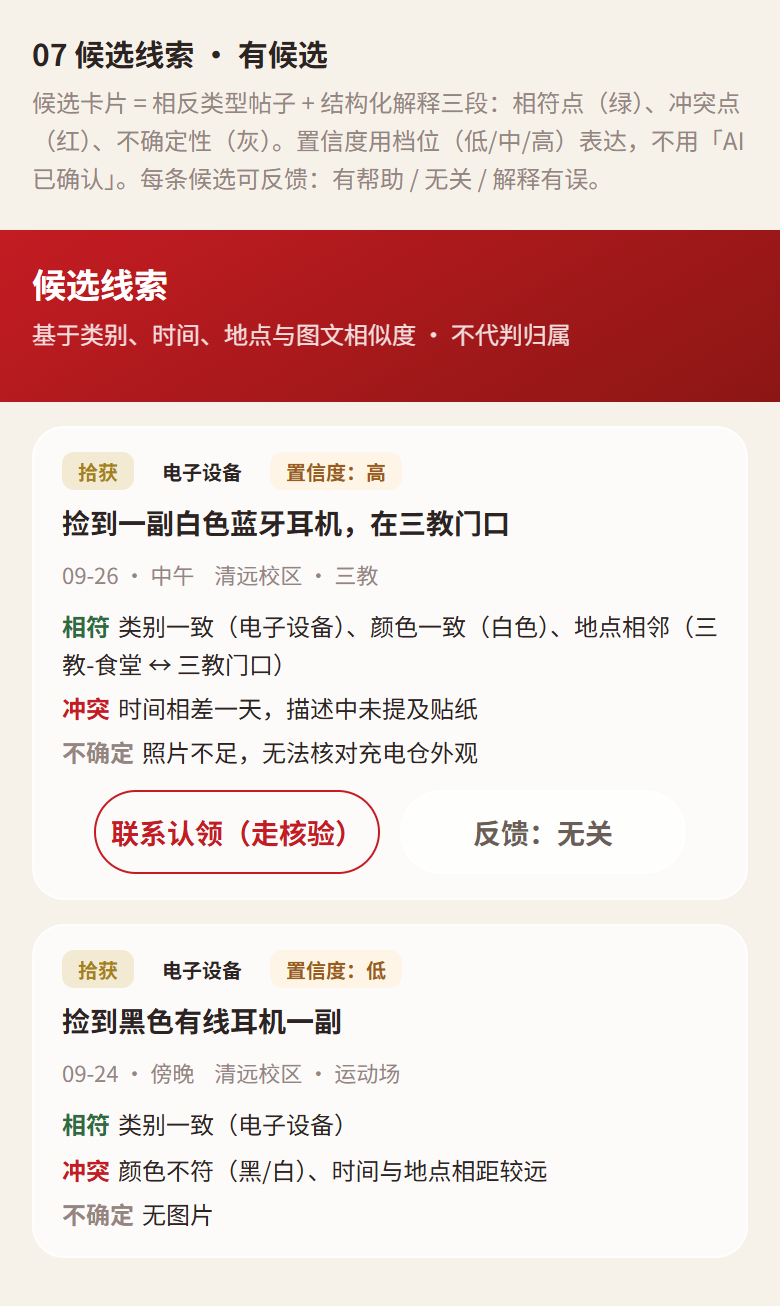 07 候选线索 · 有候选
候选卡片 = 相反类型帖子 + 结构化解释三段：相符点（绿）、冲突点
（红）、不确定性（灰）。置信度用档位（低/中/高）表达，不用「AI
已确认」。每条候选可反馈：有帮助 / 无关 / 解释有误。
候选线索
基于类别、时间、地点与图文相似度 · 不代判归属
拾获 电子设备 置信度：高
捡到一副白色蓝牙耳机，在三教门口
09-26 · 中午 清远校区 · 三教
相符 类别一致（电子设备）、颜色一致（白色）、地点相邻（三
教-食堂 ↔ 三教门口）
冲突 时间相差一天，描述中未提及贴纸
不确定 照片不足，无法核对充电仓外观
联系认领（走核验） 反馈：无关
拾获 电子设备 置信度：低
捡到黑色有线耳机一副
09-24 · 傍晚 清远校区 · 运动场
相符 类别一致（电子设备）
冲突 颜色不符（黑/白）、时间与地点相距较远
不确定 无图片